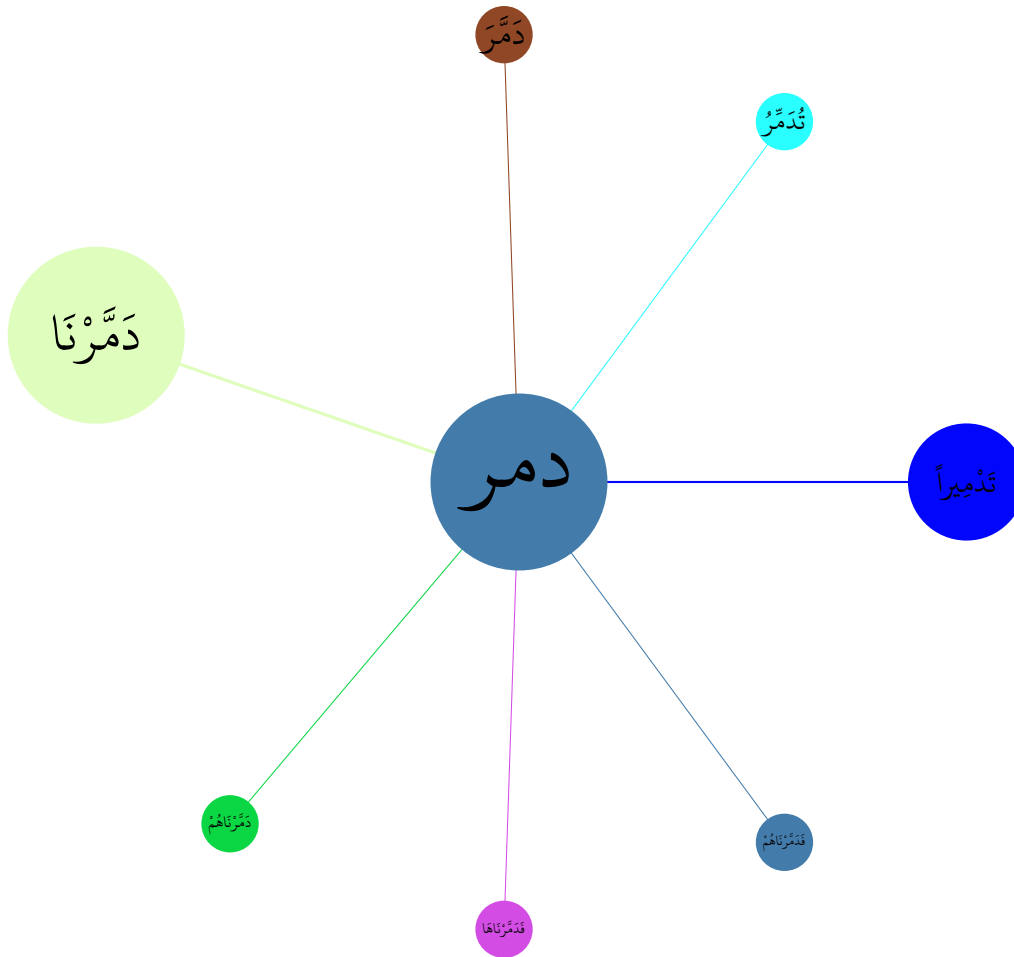 دَمَّرَ
تُدَمِّرُ
دَمَّرْنَا
دمر
تَدْمِيراً
دَمَّرْنَاهُمْ
فَدَمَّرْنَاهُمْ
فَدَمَّرْنَاهَا